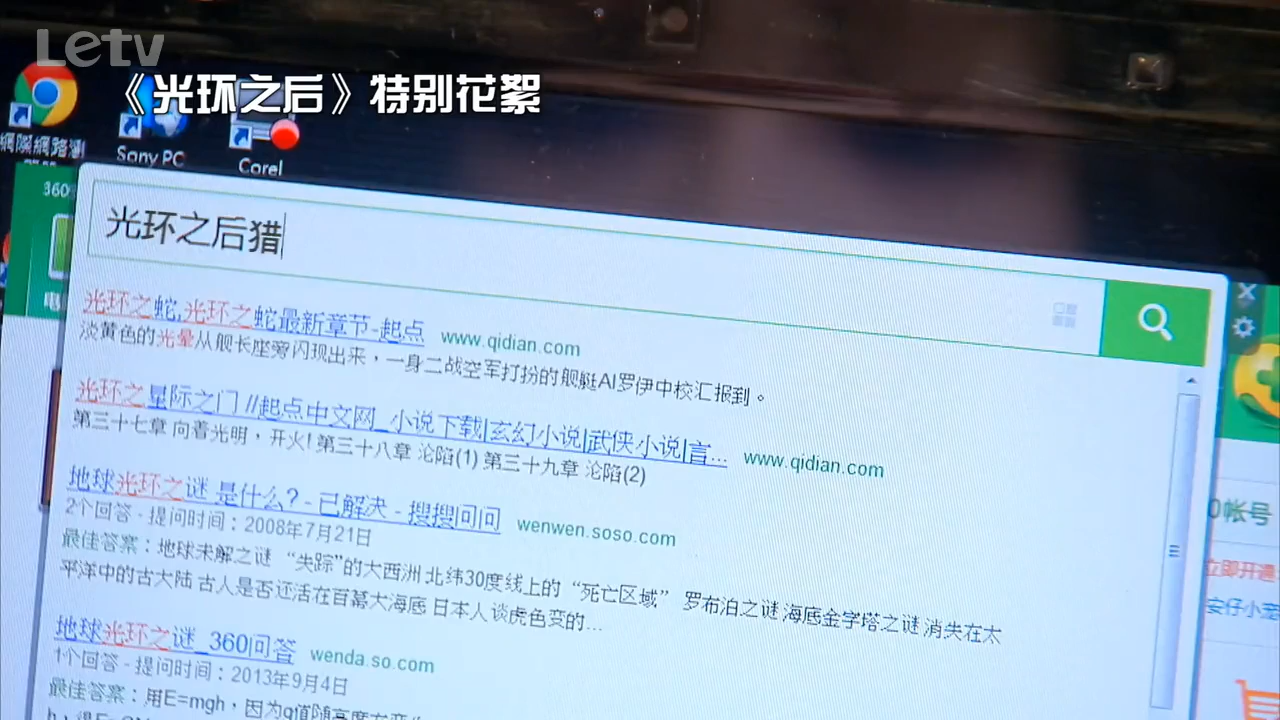 Letv
《光环之后》特别花絮
Sony PC
Corel
360
光环之后猎
光环之蛇,光环之蛇最新章节-起点 www.qidian.com
淡黄色的光晕从舰长座旁闪现出来，一身二战空军打扮的舰艇AI罗伊中校汇报到。
光环之星际之门 //起点中文网_小说下载|玄幻小说|武侠小说|言... www.qidian.com
第三十七章 向着光明，开火! 第三十八章 沦陷(1) 第三十九章 沦陷(2)
地球光环之谜 是什么? - 已解决 - 搜搜问问 wenwen.soso.com
2个回答 - 提问时间：2008年7月21日
最佳答案：地球未解之谜 “失踪”的大西洲 北纬30度线上的“死亡区域” 罗布泊之谜 海底金字塔之谜 消失在太
平洋中的古大陆 古人是否还活在百幕大海底 日本人谈虎色变的...
地球光环之谜_360问答 wenda.so.com
1个回答 - 提问时间：2013年9月4日
最佳答案：用E=mgh，因为g值随高度
帐号
立即开通